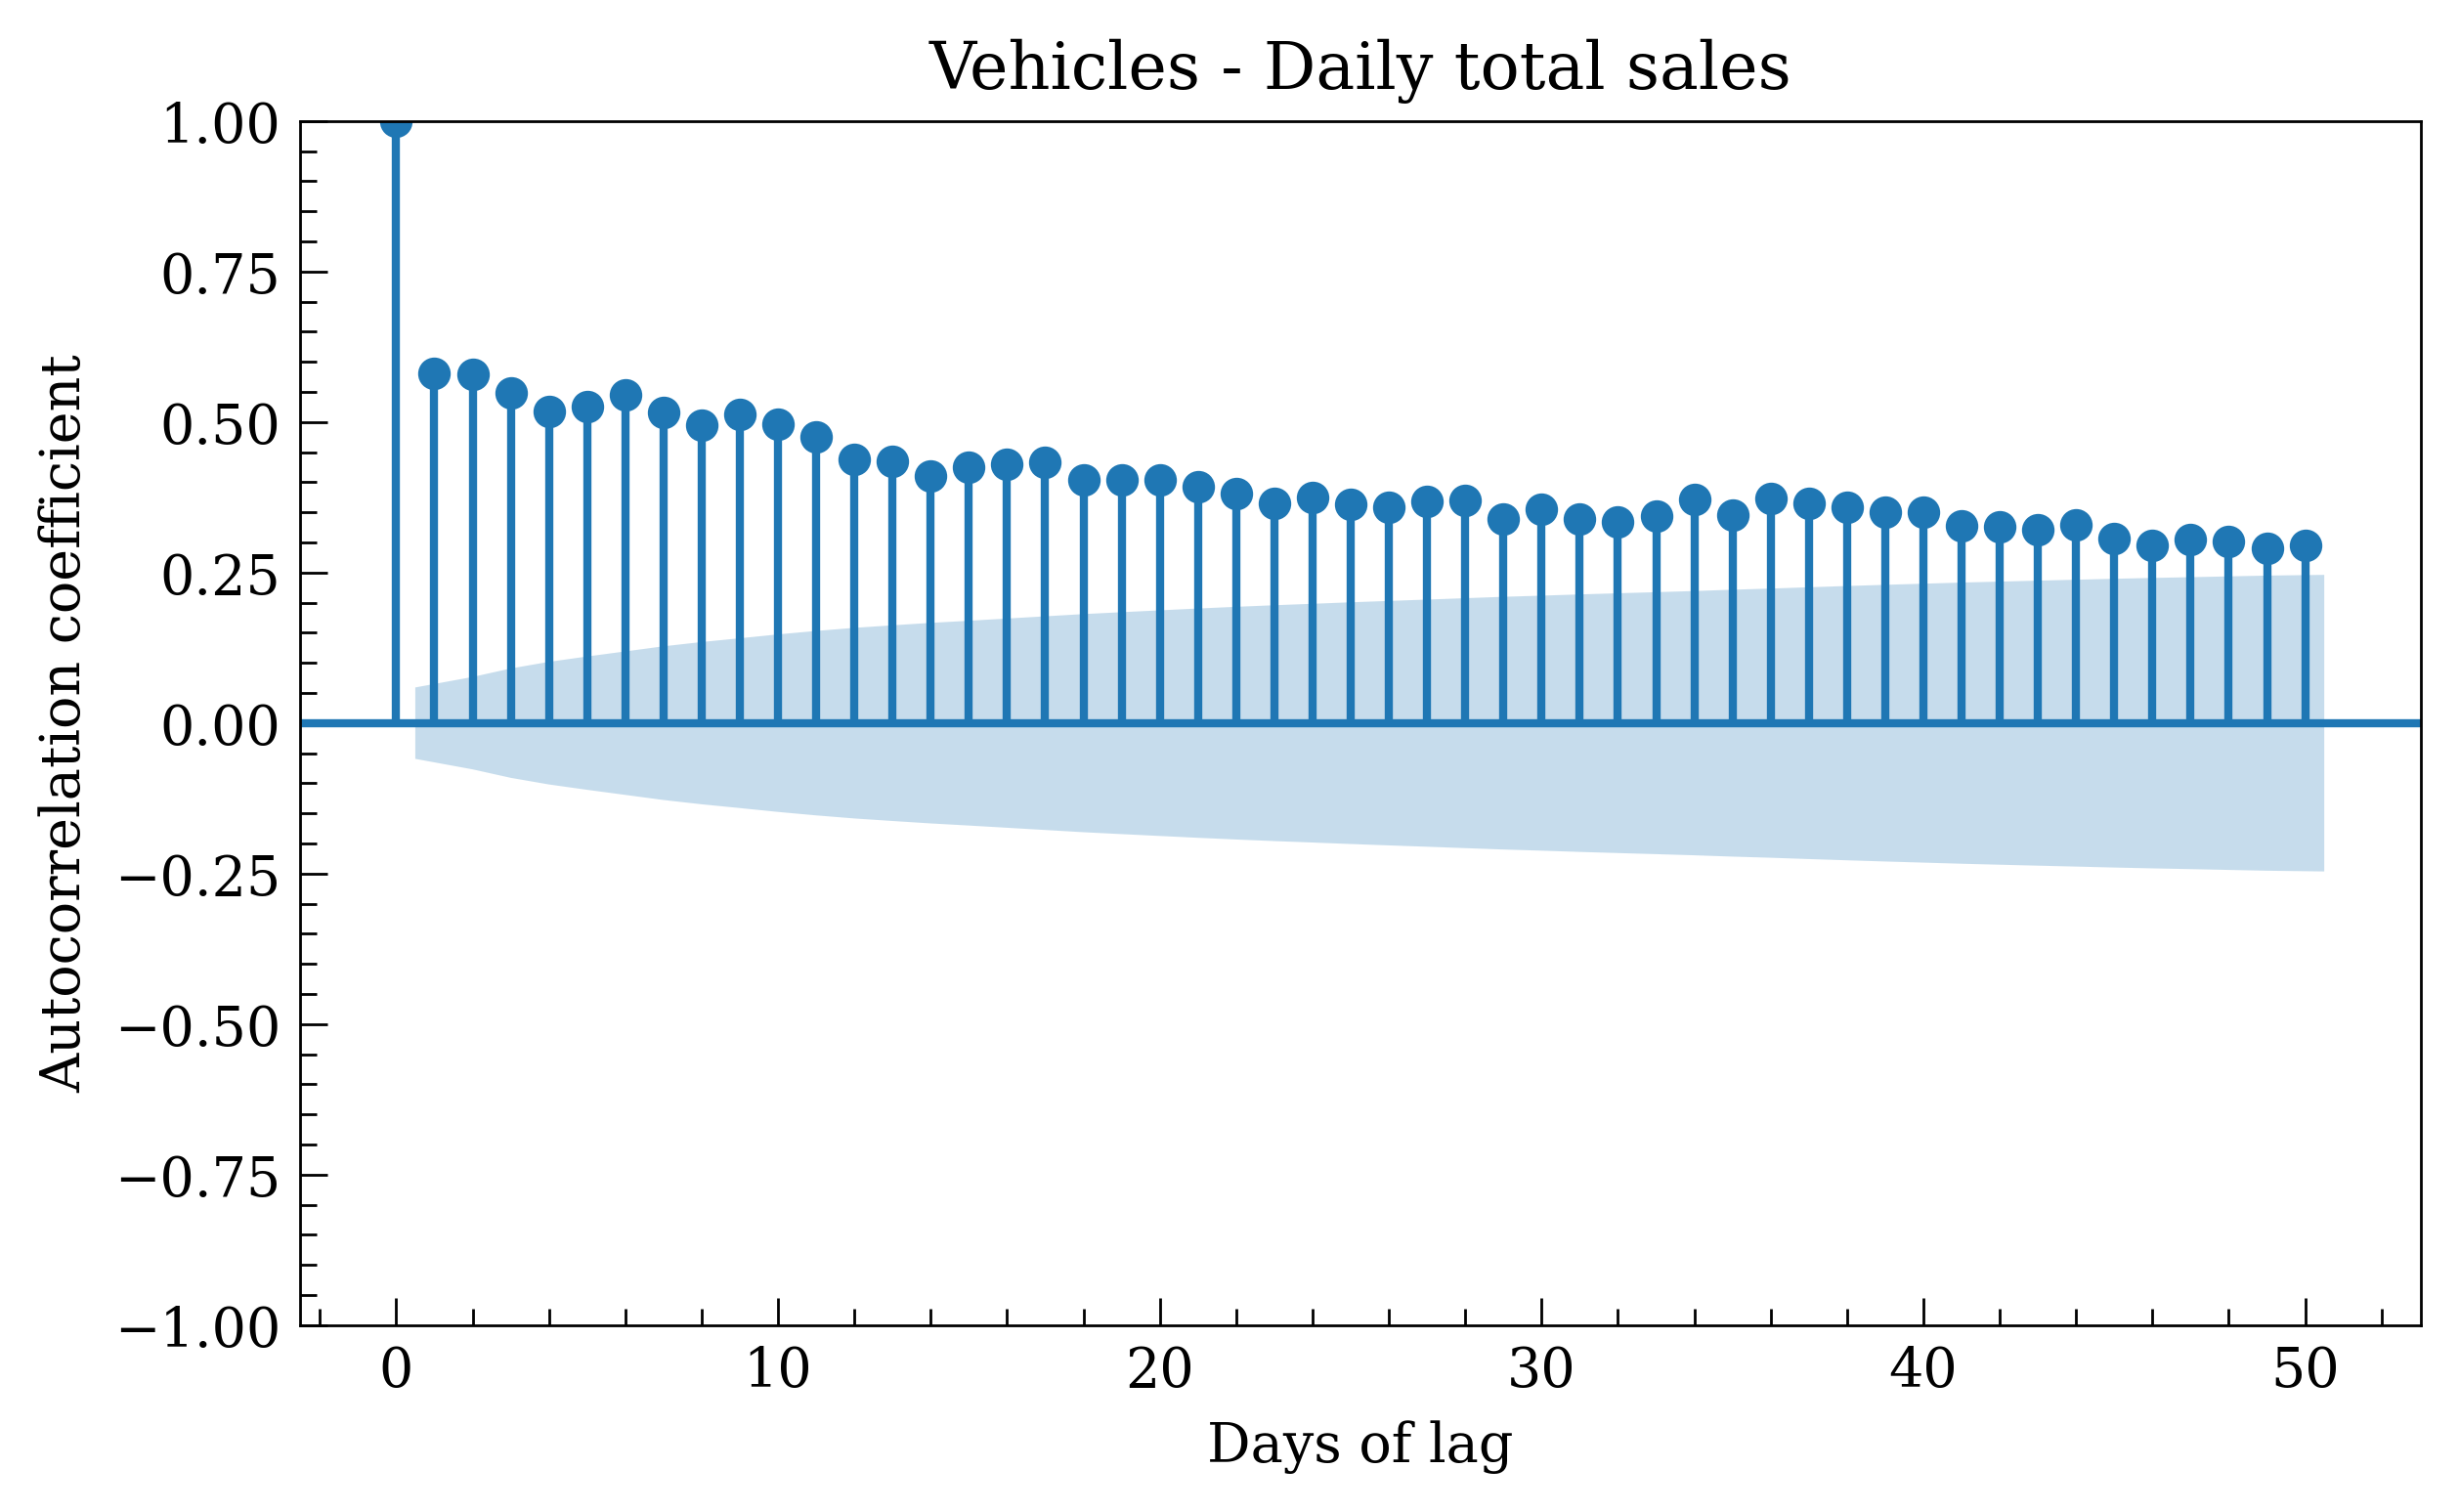 Vehicles - Daily total sales
1.00
0.75
0.50
0.25
0.00
−0.25
−0.50
−0.75
−1.00
Autocorrelation coefficient
0 10 20 30 40 50
Days of lag